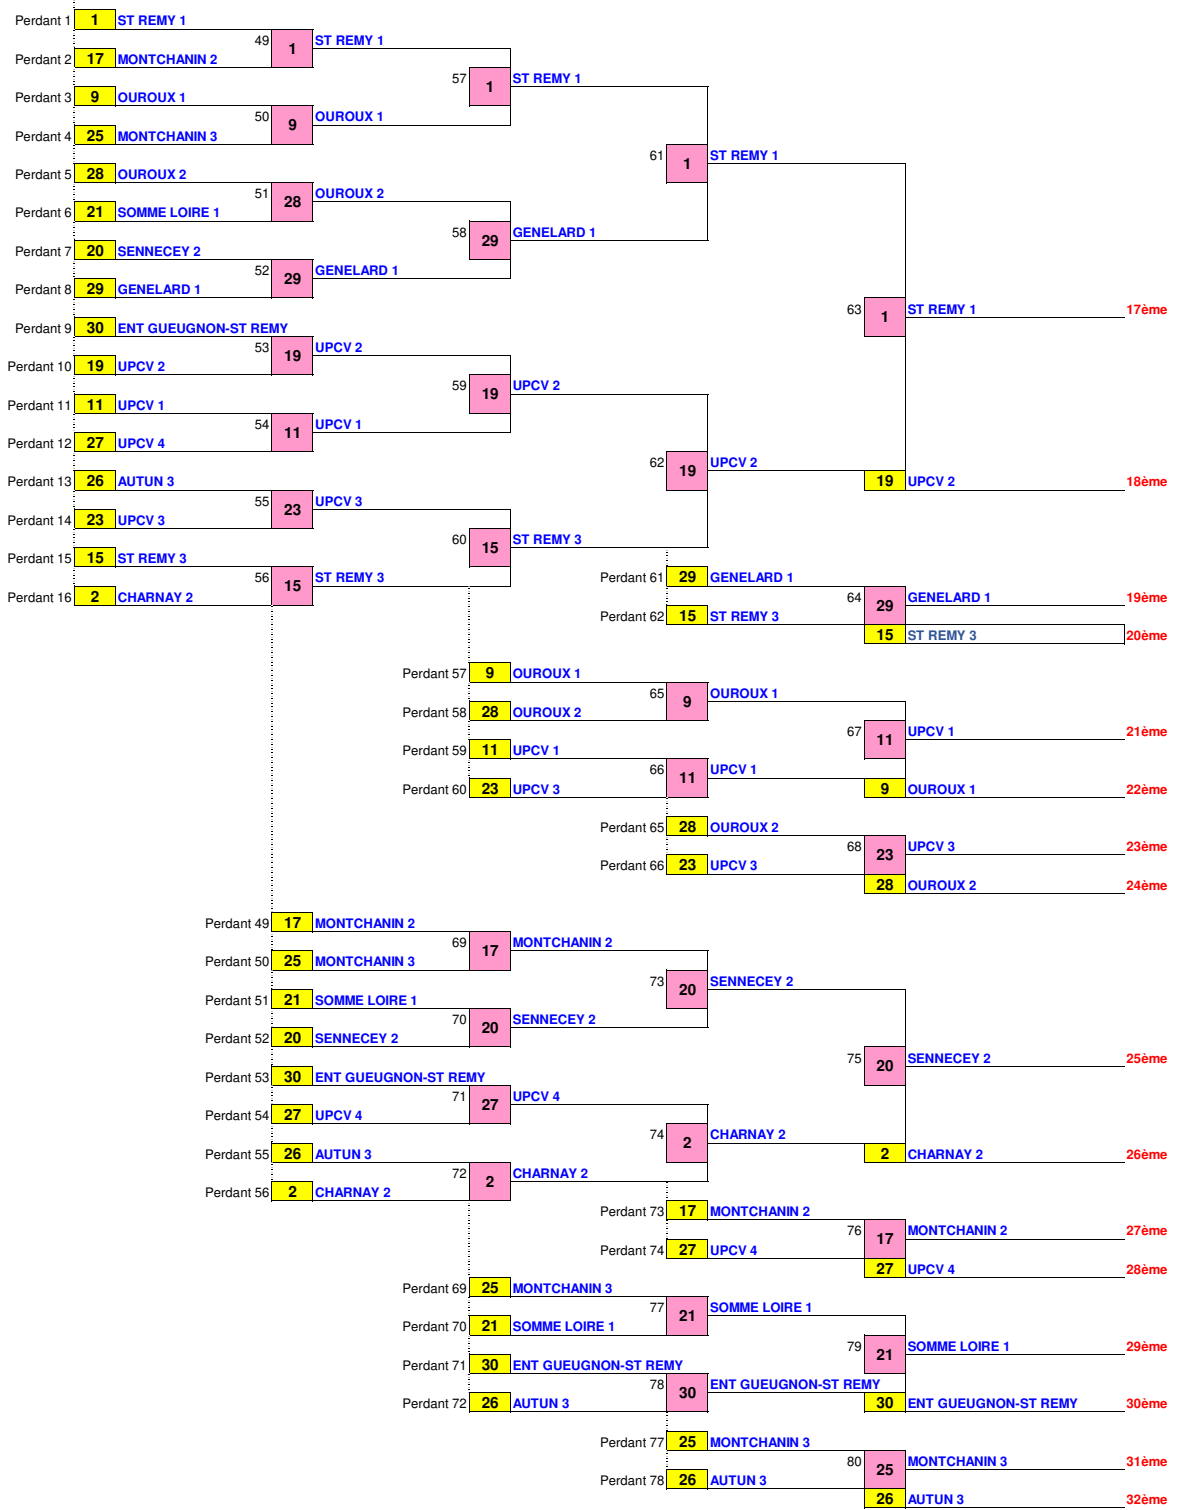 Perdant 1 1 ST REMY 1
49 1 ST REMY 1
Perdant 2 17 MONTCHANIN 2
57 1 ST REMY 1
Perdant 3 9 OUROUX 1
50 9 OUROUX 1
Perdant 4 25 MONTCHANIN 3
61 1 ST REMY 1
Perdant 5 28 OUROUX 2
51 28 OUROUX 2
Perdant 6 21 SOMME LOIRE 1
58 29 GENELARD 1
Perdant 7 20 SENNECEY 2
52 29 GENELARD 1
Perdant 8 29 GENELARD 1
63 1 ST REMY 1 17ème
Perdant 9 30 ENT GUEUGNON-ST REMY
53 19 UPCV 2
Perdant 10 19 UPCV 2
59 19 UPCV 2
Perdant 11 11 UPCV 1
54 11 UPCV 1
Perdant 12 27 UPCV 4
62 19 UPCV 2
Perdant 13 26 AUTUN 3
19 UPCV 2 18ème
55 23 UPCV 3
Perdant 14 23 UPCV 3
60 15 ST REMY 3
Perdant 15 15 ST REMY 3
56 15 ST REMY 3
Perdant 61 29 GENELARD 1
Perdant 16 2 CHARNAY 2
64 29 GENELARD 1 19ème
Perdant 62 15 ST REMY 3
15 ST REMY 3 20ème
Perdant 57 9 OUROUX 1
65 9 OUROUX 1
Perdant 58 28 OUROUX 2
67 11 UPCV 1 21ème
Perdant 59 11 UPCV 1
66 11 UPCV 1
Perdant 60 23 UPCV 3
9 OUROUX 1 22ème
Perdant 65 28 OUROUX 2
68 23 UPCV 3 23ème
Perdant 66 23 UPCV 3
28 OUROUX 2 24ème
Perdant 49 17 MONTCHANIN 2
69 17 MONTCHANIN 2
Perdant 50 25 MONTCHANIN 3
73 20 SENNECEY 2
Perdant 51 21 SOMME LOIRE 1
70 20 SENNECEY 2
Perdant 52 20 SENNECEY 2
75 20 SENNECEY 2 25ème
Perdant 53 30 ENT GUEUGNON-ST REMY
71 27 UPCV 4
Perdant 54 27 UPCV 4
74 2 CHARNAY 2
Perdant 55 26 AUTUN 3
2 CHARNAY 2 26ème
72 2 CHARNAY 2
Perdant 56 2 CHARNAY 2
Perdant 73 17 MONTCHANIN 2
76 17 MONTCHANIN 2 27ème
Perdant 74 27 UPCV 4
27 UPCV 4 28ème
Perdant 69 25 MONTCHANIN 3
77 21 SOMME LOIRE 1
Perdant 70 21 SOMME LOIRE 1
79 21 SOMME LOIRE 1 29ème
Perdant 71 30 ENT GUEUGNON-ST REMY
78 30 ENT GUEUGNON-ST REMY
Perdant 72 26 AUTUN 3
30 ENT GUEUGNON-ST REMY 30ème
Perdant 77 25 MONTCHANIN 3
80 25 MONTCHANIN 3 31ème
Perdant 78 26 AUTUN 3
26 AUTUN 3 32ème